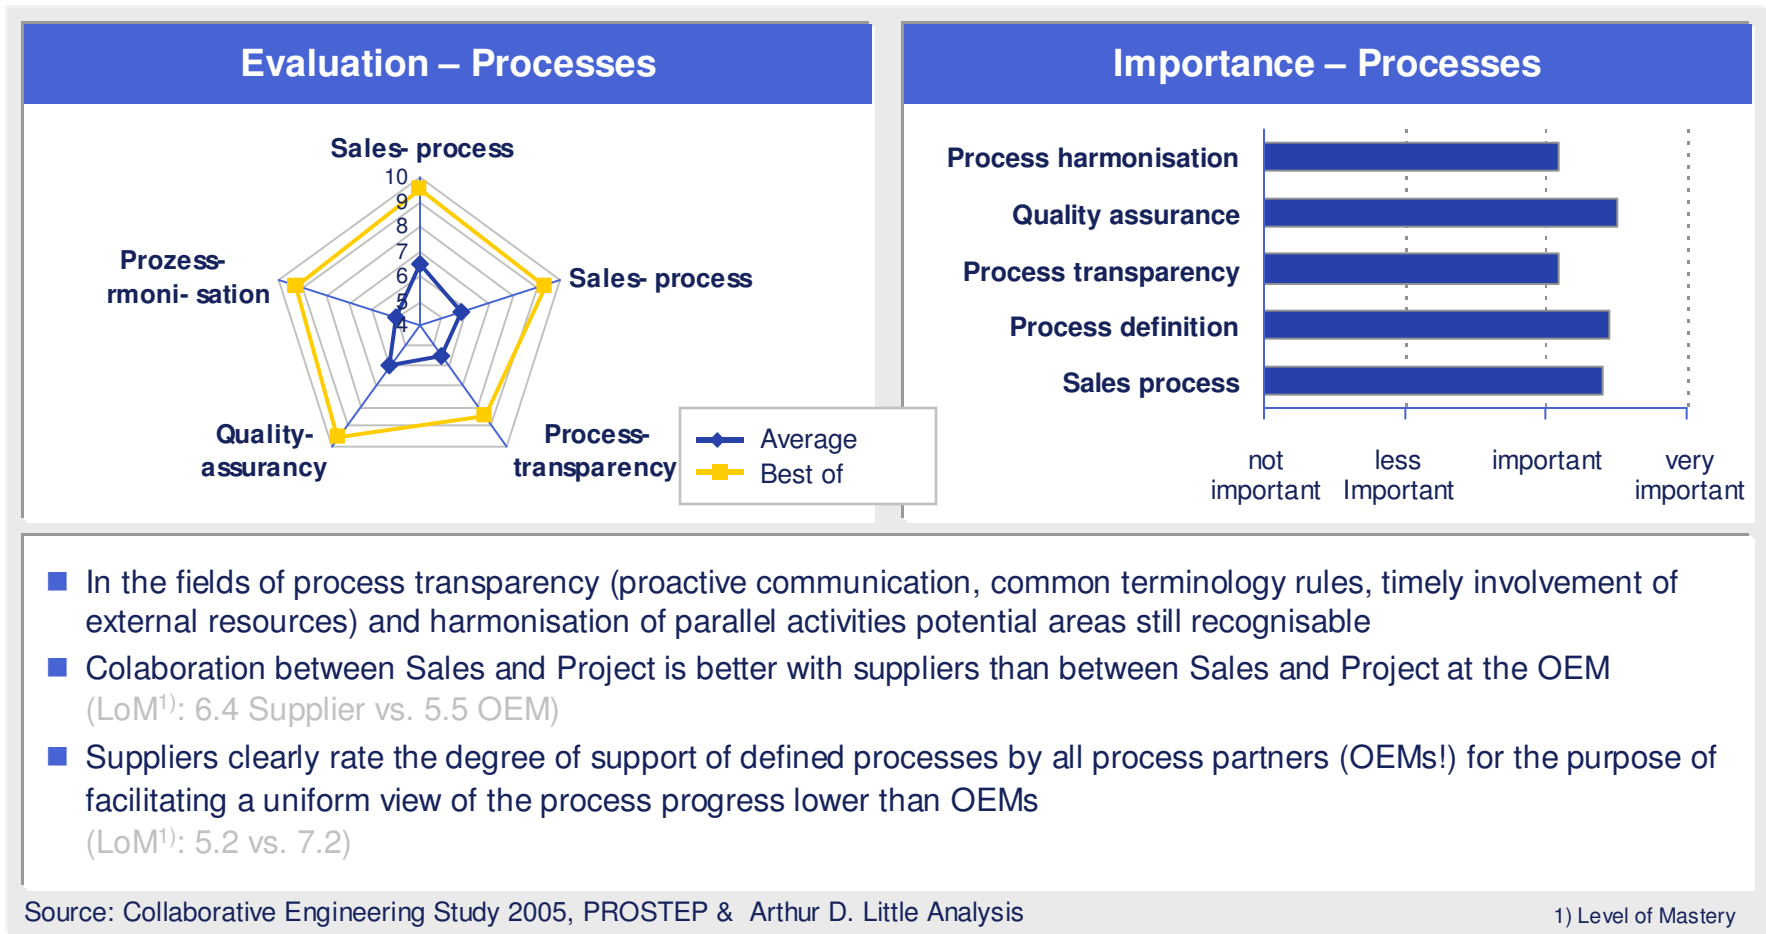 Evaluation – Processes
Sales- process
10
9
8
7
6
5
4
Prozess-
rmoni- sation
Sales- process
Quality-
assurancy
Process-
transparency
Average
Best of
Importance – Processes
Process harmonisation
Quality assurance
Process transparency
Process definition
Sales process
not
important
less
Important
important
very
important
In the fields of process transparency (proactive communication, common terminology rules, timely involvement of
external resources) and harmonisation of parallel activities potential areas still recognisable
Colaboration between Sales and Project is better with suppliers than between Sales and Project at the OEM
(LoM1): 6.4 Supplier vs. 5.5 OEM)
Suppliers clearly rate the degree of support of defined processes by all process partners (OEMs!) for the purpose of
facilitating a uniform view of the process progress lower than OEMs
(LoM1): 5.2 vs. 7.2)
Source: Collaborative Engineering Study 2005, PROSTEP & Arthur D. Little Analysis
1) Level of Mastery